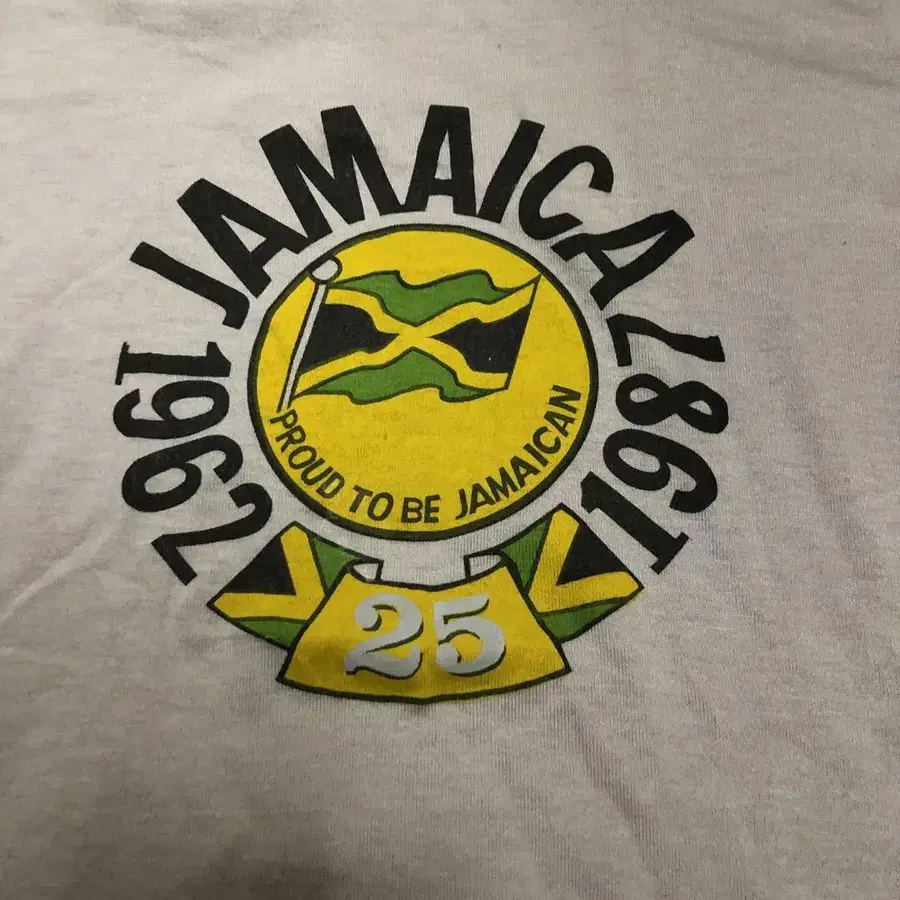 1962 JAMAICA 1987
PROUD TO BE JAMAICAN
25